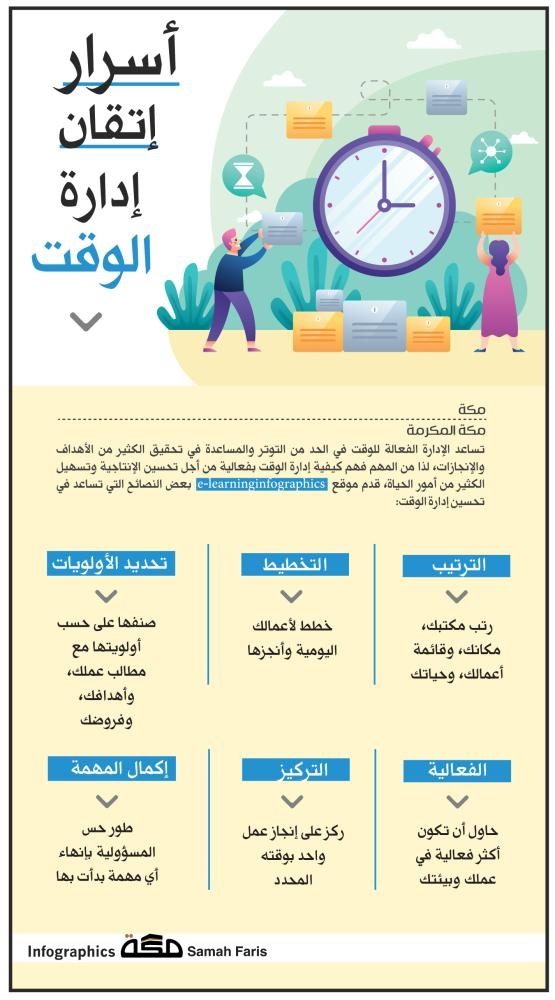 أسرار
إتقان
إدارة
الوقت
مكة
مكة المكرمة
تساعد الإدارة الفعالة للوقت في الحد من التوتر والمساعدة في تحقيق الكثير من الأهداف
والإنجازات، لذا من المهم فهم كيفية إدارة الوقت بفعالية من أجل تحسين الإنتاجية وتسهيل
الكثير من أمور الحياة، قدم موقع e-learninginfographics بعض النصائح التي تساعد في
تحسين إدارة الوقت:
الترتيب
رتب مكتبك،
مكانك، وقائمة
أعمالك، وحياتك
التخطيط
خطط لأعمالك
اليومية وأنجزها
تحديد الأولويات
صنفها على حسب
أولويتها مع
مطالب عملك،
وأهدافك،
وفروضك
الفعالية
حاول أن تكون
أكثر فعالية في
عملك وبيئتك
التركيز
ركز على إنجاز عمل
واحد بوقته
المحدد
إكمال المهمة
طور حس
المسؤولية بإنهاء
أي مهمة بدأت بها
Infographics مكة Samah Faris